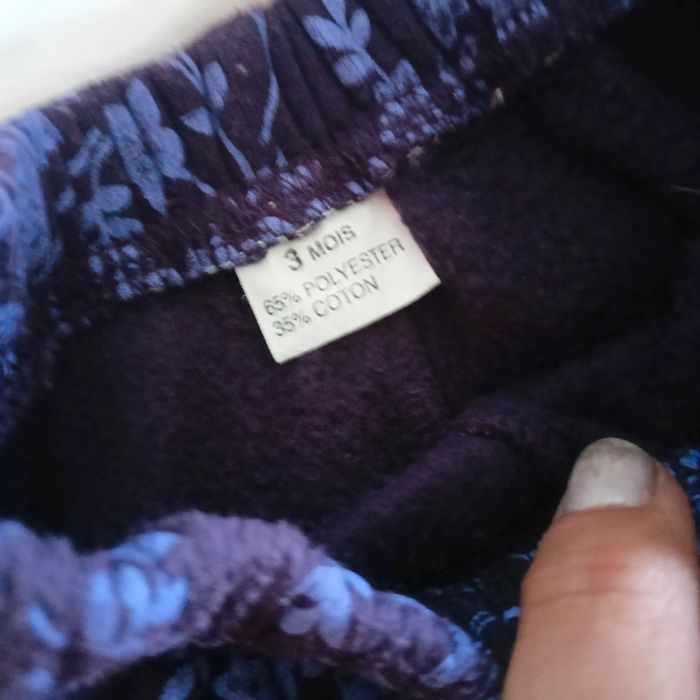 3 MOIS
65% POLYESTER
35% COTON